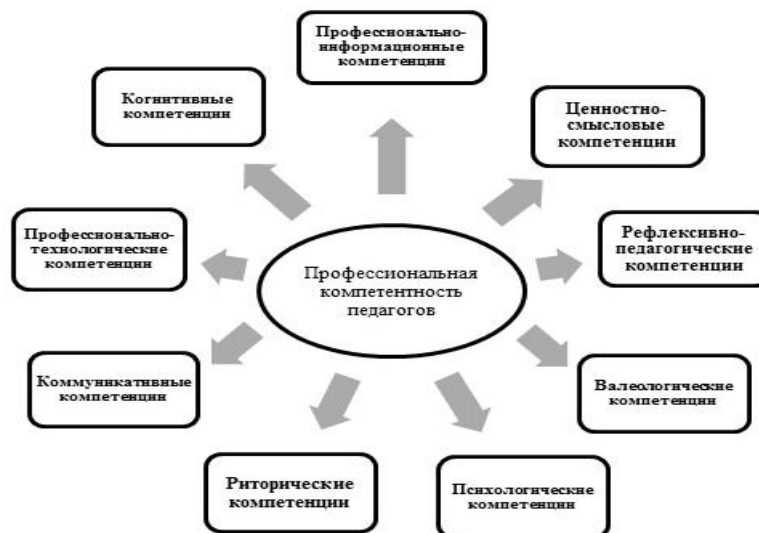 Профессионально-
информационные
компетенции
Когнитивные
компетенции
Ценностно-
смысловые
компетенции
Профессионально-
технологические
компетенции
Рефлексивно-
педагогические
компетенции
Профессиональная
компетентность
педагогов
Коммуникативные
компетенции
Валеологические
компетенции
Риторические
компетенции
Психологические
компетенции